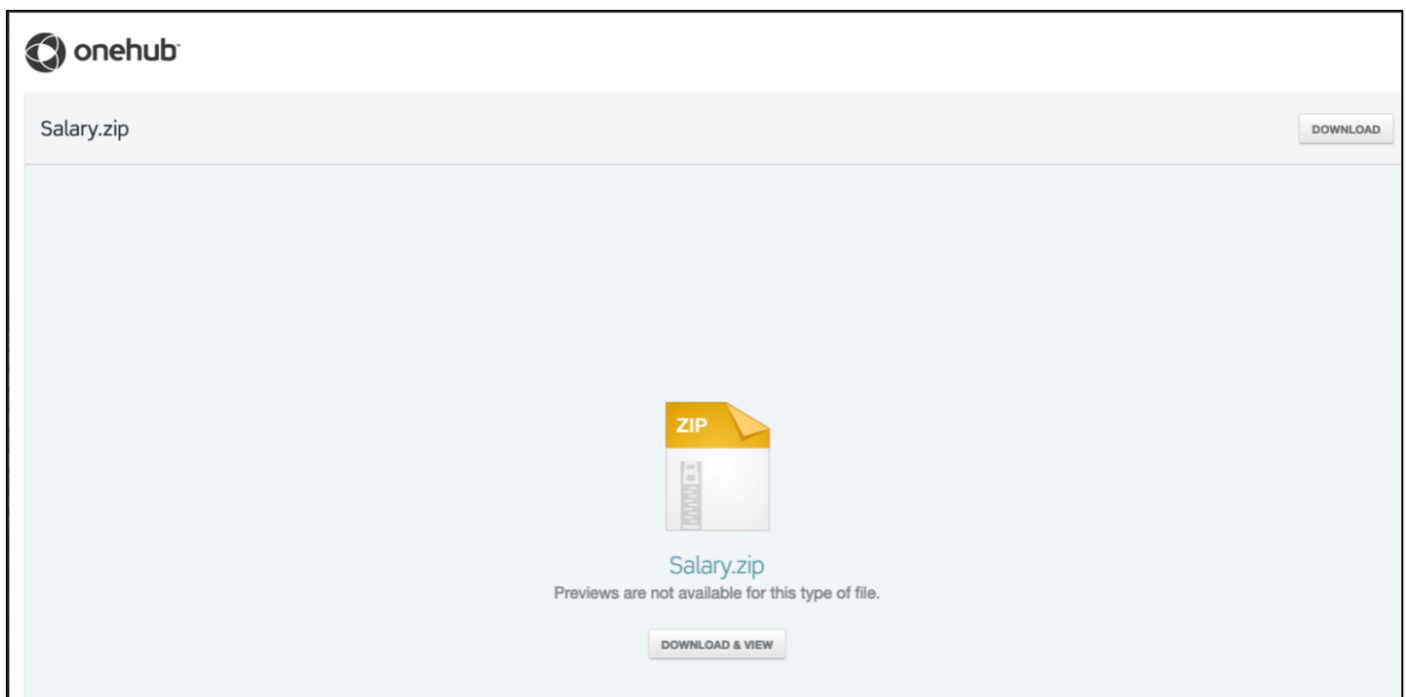 onehub
Salary.zip
DOWNLOAD
ZIP
Salary.zip
Previews are not available for this type of file.
DOWNLOAD & VIEW